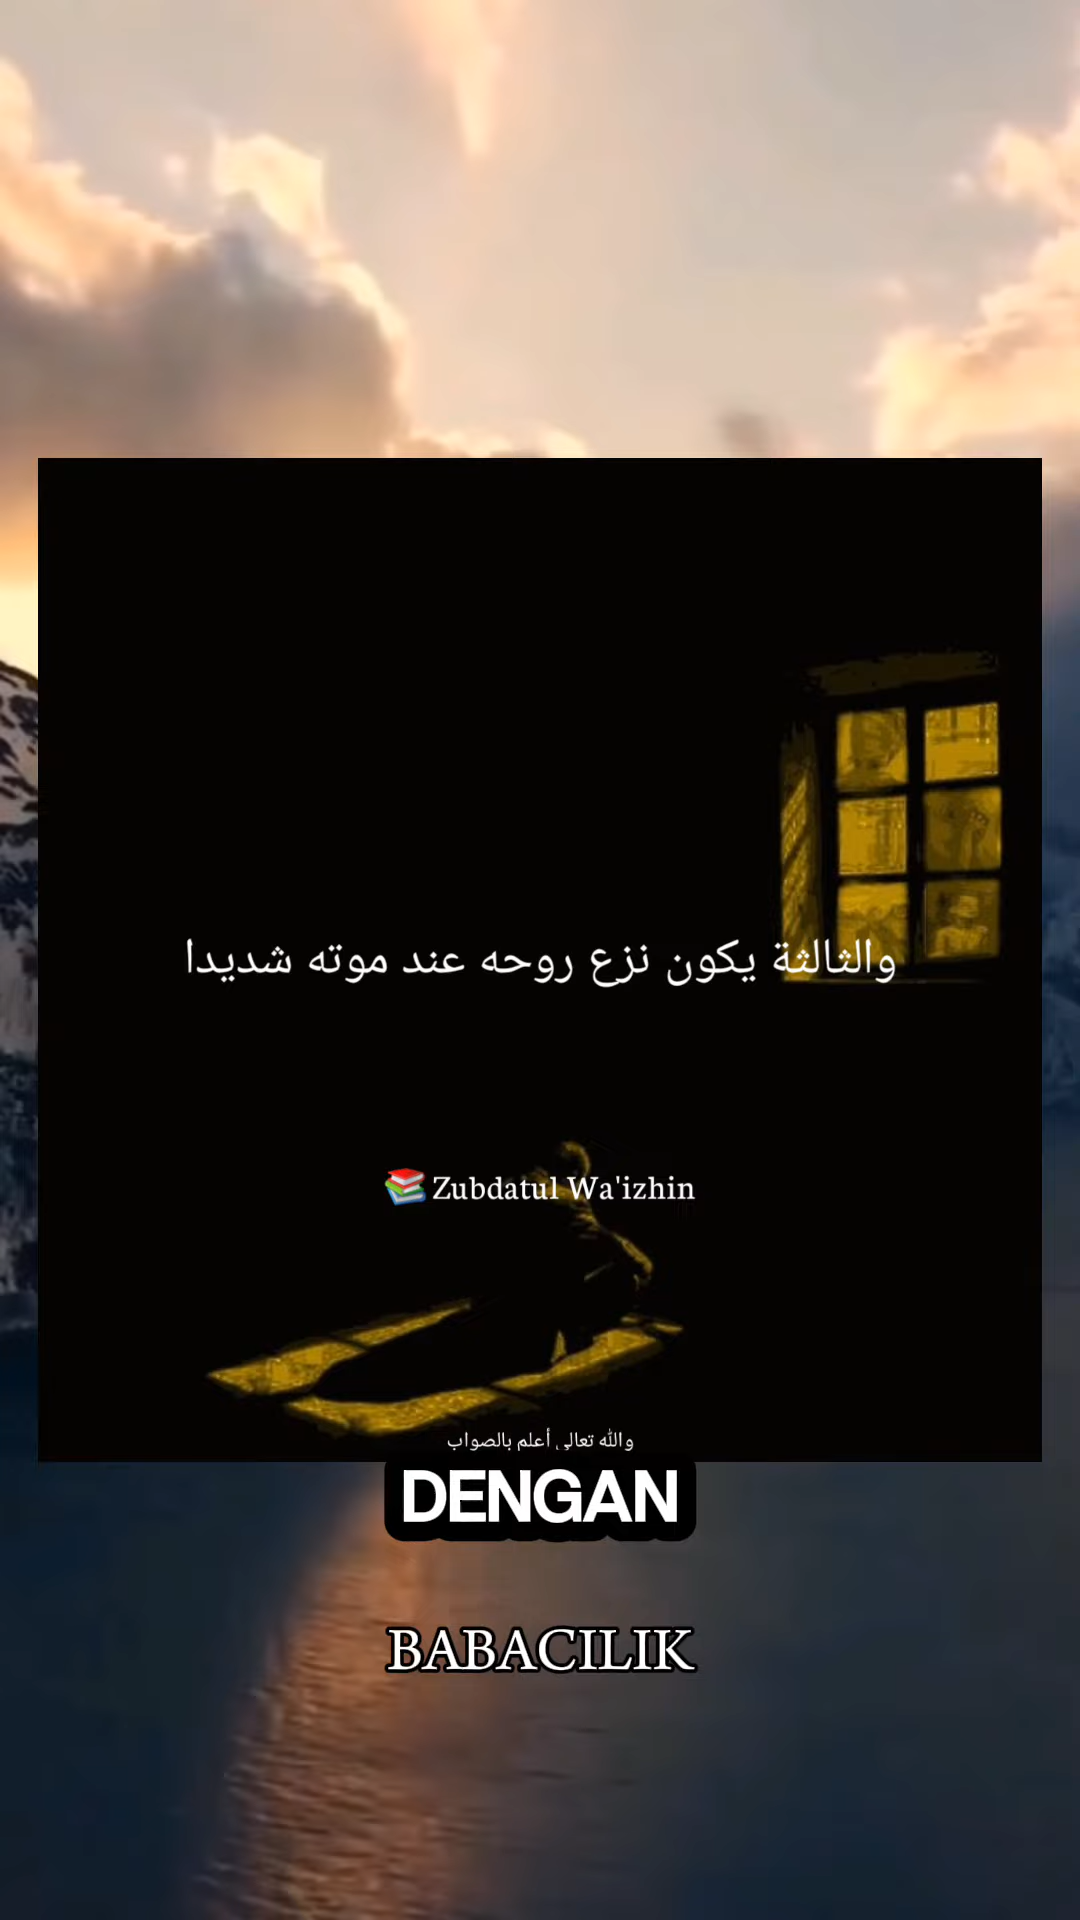 والثالثة يكون نزع روحه عند موته شديدا
📚 Zubdatul Wa'izhin
والله تعالى أعلم بالصواب
DENGAN
BABACILIK